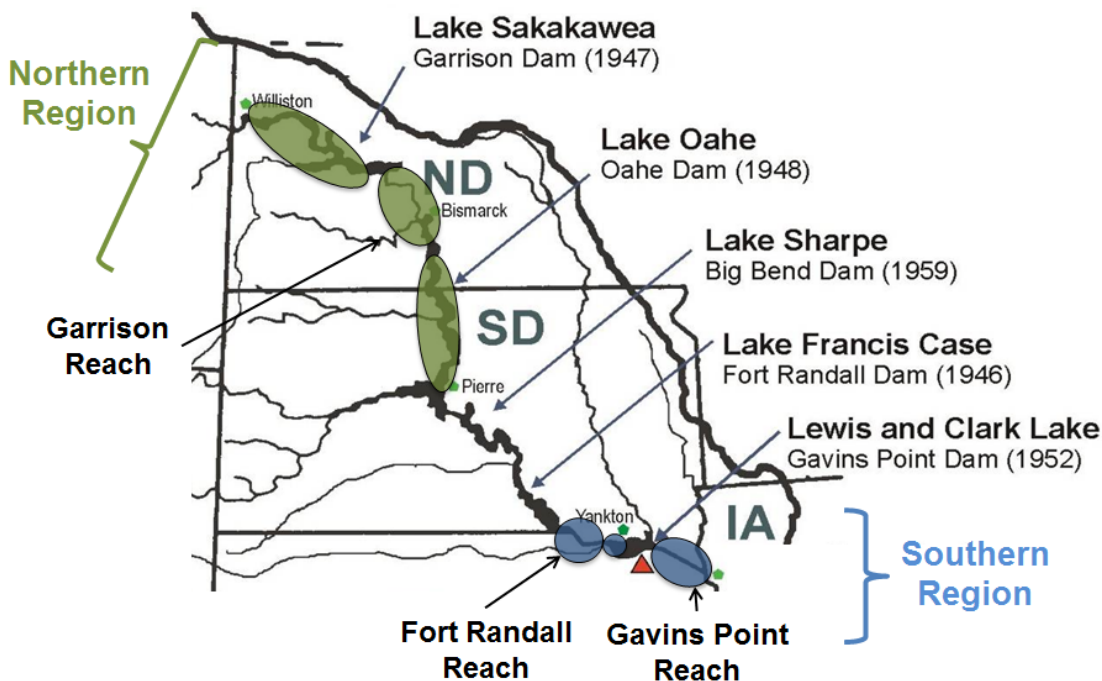 Lake Sakakawea
Garrison Dam (1947)
Northern
Region
Williston
Lake Oahe
Oahe Dam (1948)
ND
Bismarck
Lake Sharpe
Big Bend Dam (1959)
Garrison
Reach
SD
Lake Francis Case
Fort Randall Dam (1946)
Pierre
Lewis and Clark Lake
Gavins Point Dam (1952)
Yankton
IA
Southern
Region
Fort Randall
Reach
Gavins Point
Reach